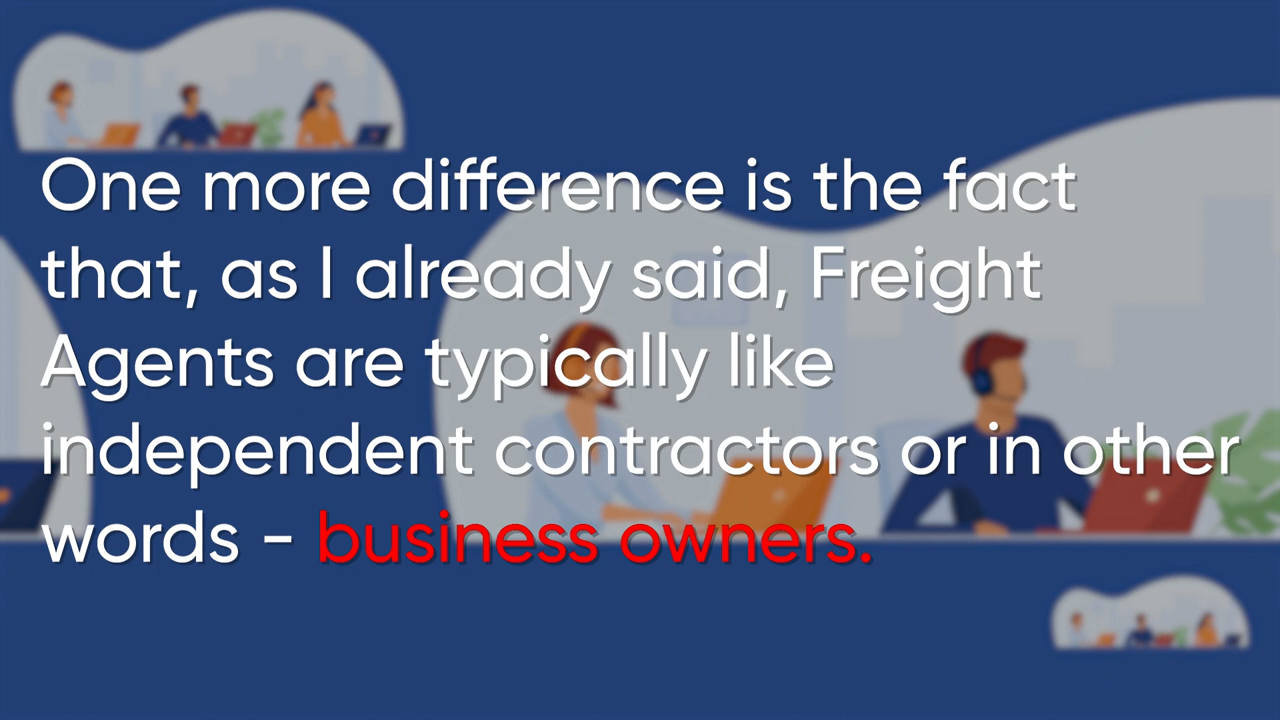 One more difference is the fact
that, as I already said, Freight
Agents are typically like
independent contractors or in other
words - business owners.